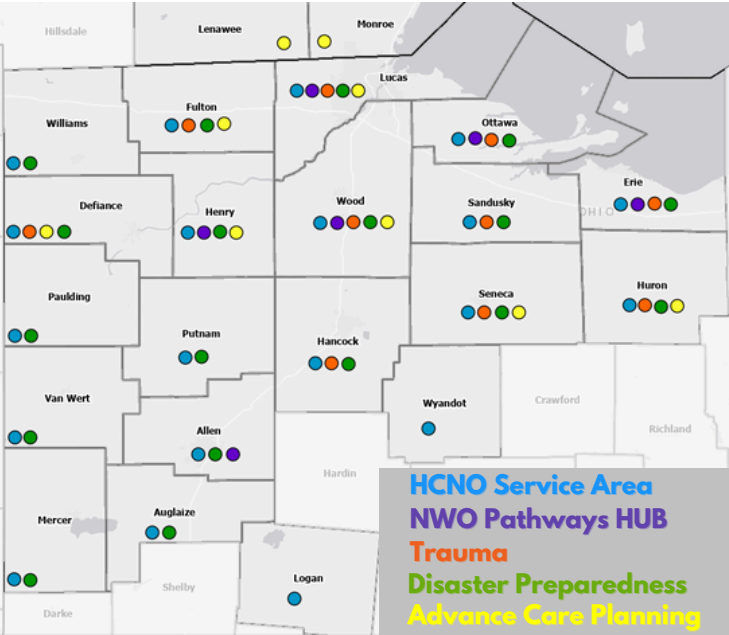 Hillsdale
Lenawee
Monroe
Lucas
Fulton
Williams
Ottawa
Erie
Defiance
Henry
Wood
Sandusky
OHIO
Paulding
Seneca
Huron
Putnam
Hancock
Van Wert
Wyandot
Crawford
Allen
Richland
Hardin
HCNO Service Area
Mercer
Auglaize
NWO Pathways HUB
Trauma
Logan
Shelby
Disaster Preparedness
Darke
Advance Care Planning